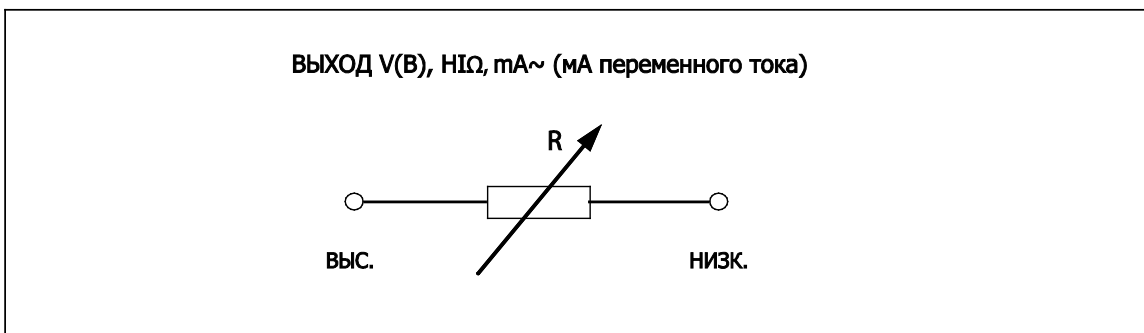 ВЫХОД V(В), HIΩ, mA~ (мА переменного тока)
R
ВЫС.
НИЗК.